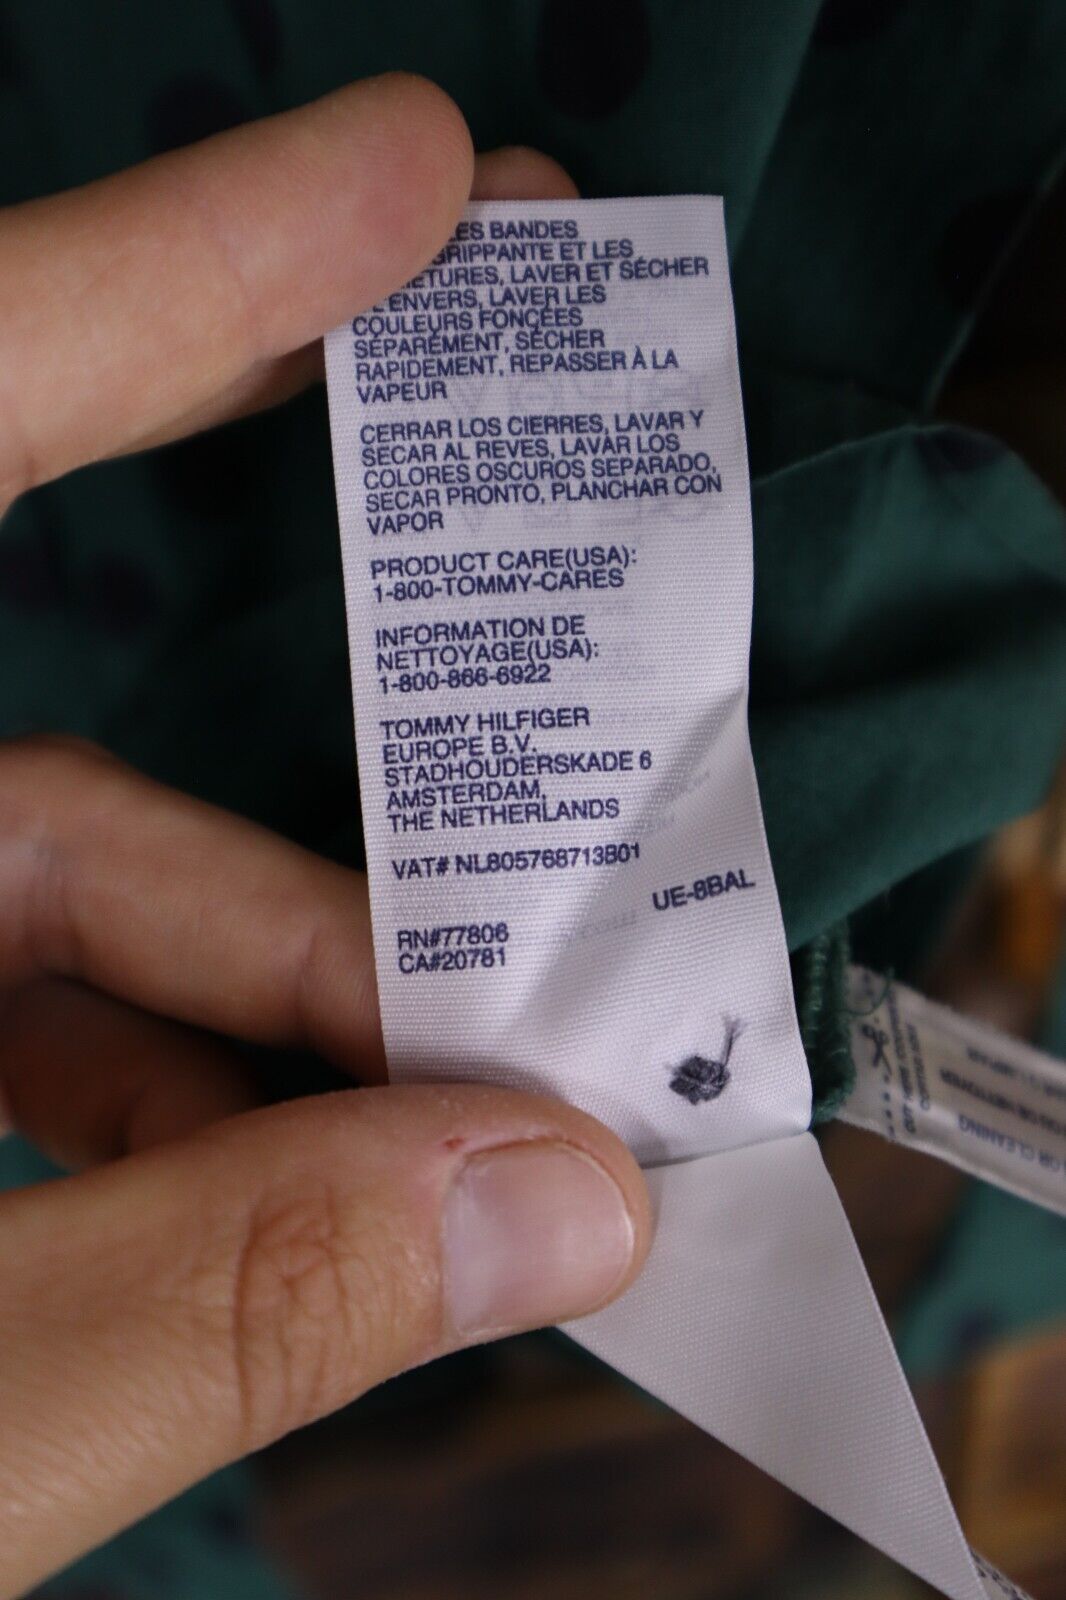 LES BANDES
GRIPPANTE ET LES
LAVER ET SÉCHER
ENVERS, LAVER LES
COULEURS FONCÉES
SÉPARÉMENT, SÉCHER
RAPIDEMENT, REPASSER À LA
VAPEUR
CERRAR LOS CIERRES, LAVAR Y
SECAR AL REVES, LAVAR LOS
COLORES OSCUROS SEPARADO,
SECAR PRONTO, PLANCHAR CON
VAPOR
PRODUCT CARE(USA):
1-800-TOMMY-CARES
INFORMATION DE
NETTOYAGE(USA):
1-800-866-6922
TOMMY HILFIGER
EUROPE B.V.
STADHOUDERSKADE 6
AMSTERDAM,
THE NETHERLANDS
VAT# NL805768713B01
UE-8BAL
RN#77806
CA#20781
OR CLEANING